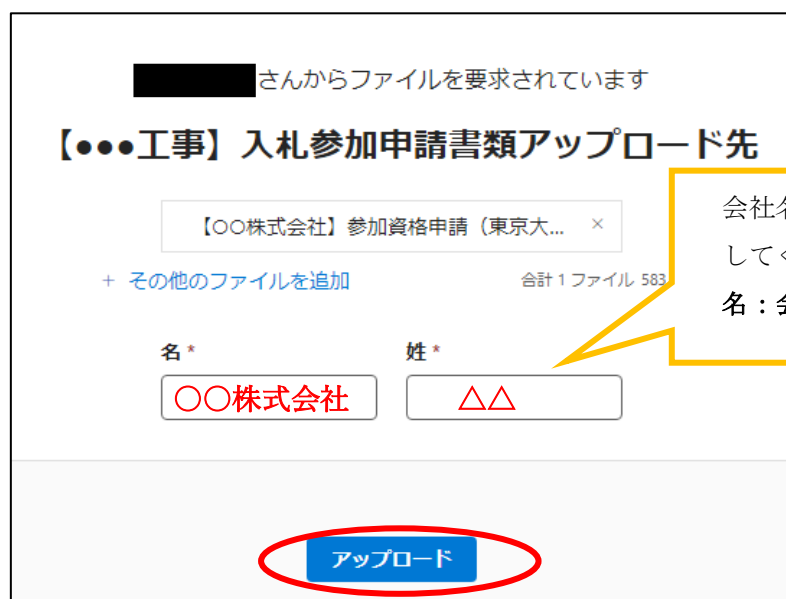 さんからファイルを要求されています
【●●●工事】入札参加申請書類アップロード先
【〇〇株式会社】参加資格申請（東京大... ×
+ その他のファイルを追加
合計 1 ファイル 583
会社名
してく
名：会
名 *
姓 *
〇〇株式会社
△△
アップロード